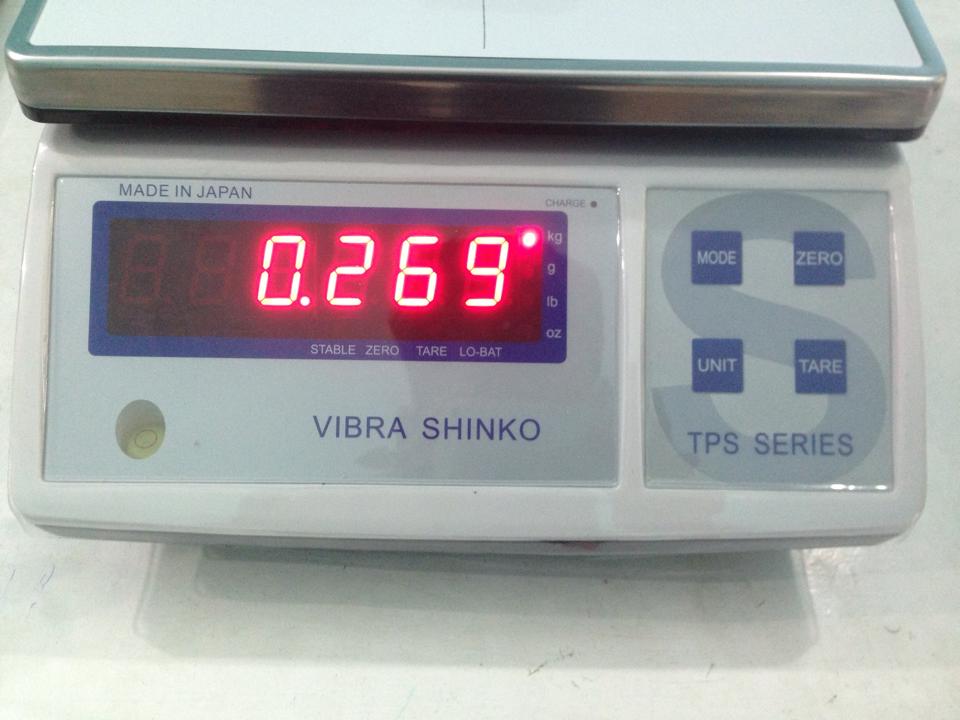 MADE IN JAPAN
CHARGE
0.269
kg
g
lb
oz
STABLE ZERO TARE LO-BAT
VIBRA SHINKO
MODE ZERO
UNIT TARE
S
TPS SERIES